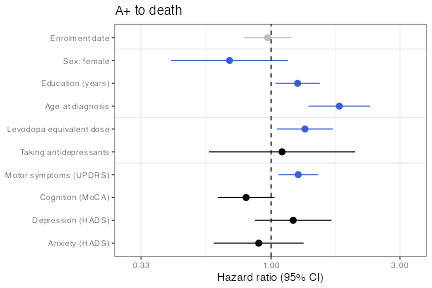 A+ to death
Enrolment date
Sex: female
Education (years)
Age at diagnosis
Levodopa equivalent dose
Taking antidepressants
Motor symptoms (UPDRS)
Cognition (MoCA)
Depression (HADS)
Anxiety (HADS)
0.33 1.00 3.00
Hazard ratio (95% CI)